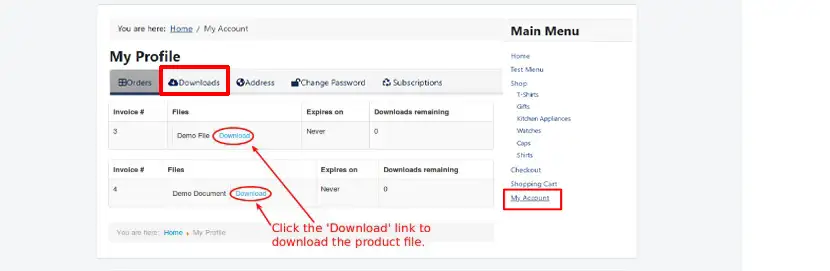 You are here: Home / My Account
My Profile
Orders Downloads Address Change Password Subscriptions
Invoice # Files Expires on Downloads remaining
3 Demo File Download Never 0
Invoice # Files Expires on Downloads remaining
4 Demo Document Download Never 0
Click the 'Download' link to
download the product file.
You are here: Home My Profile
Main Menu
Home
Test Menu
Shop
T-Shirts
Gifts
Kitchen Appliances
Watches
Caps
Shirts
Checkout
Shopping Cart
My Account